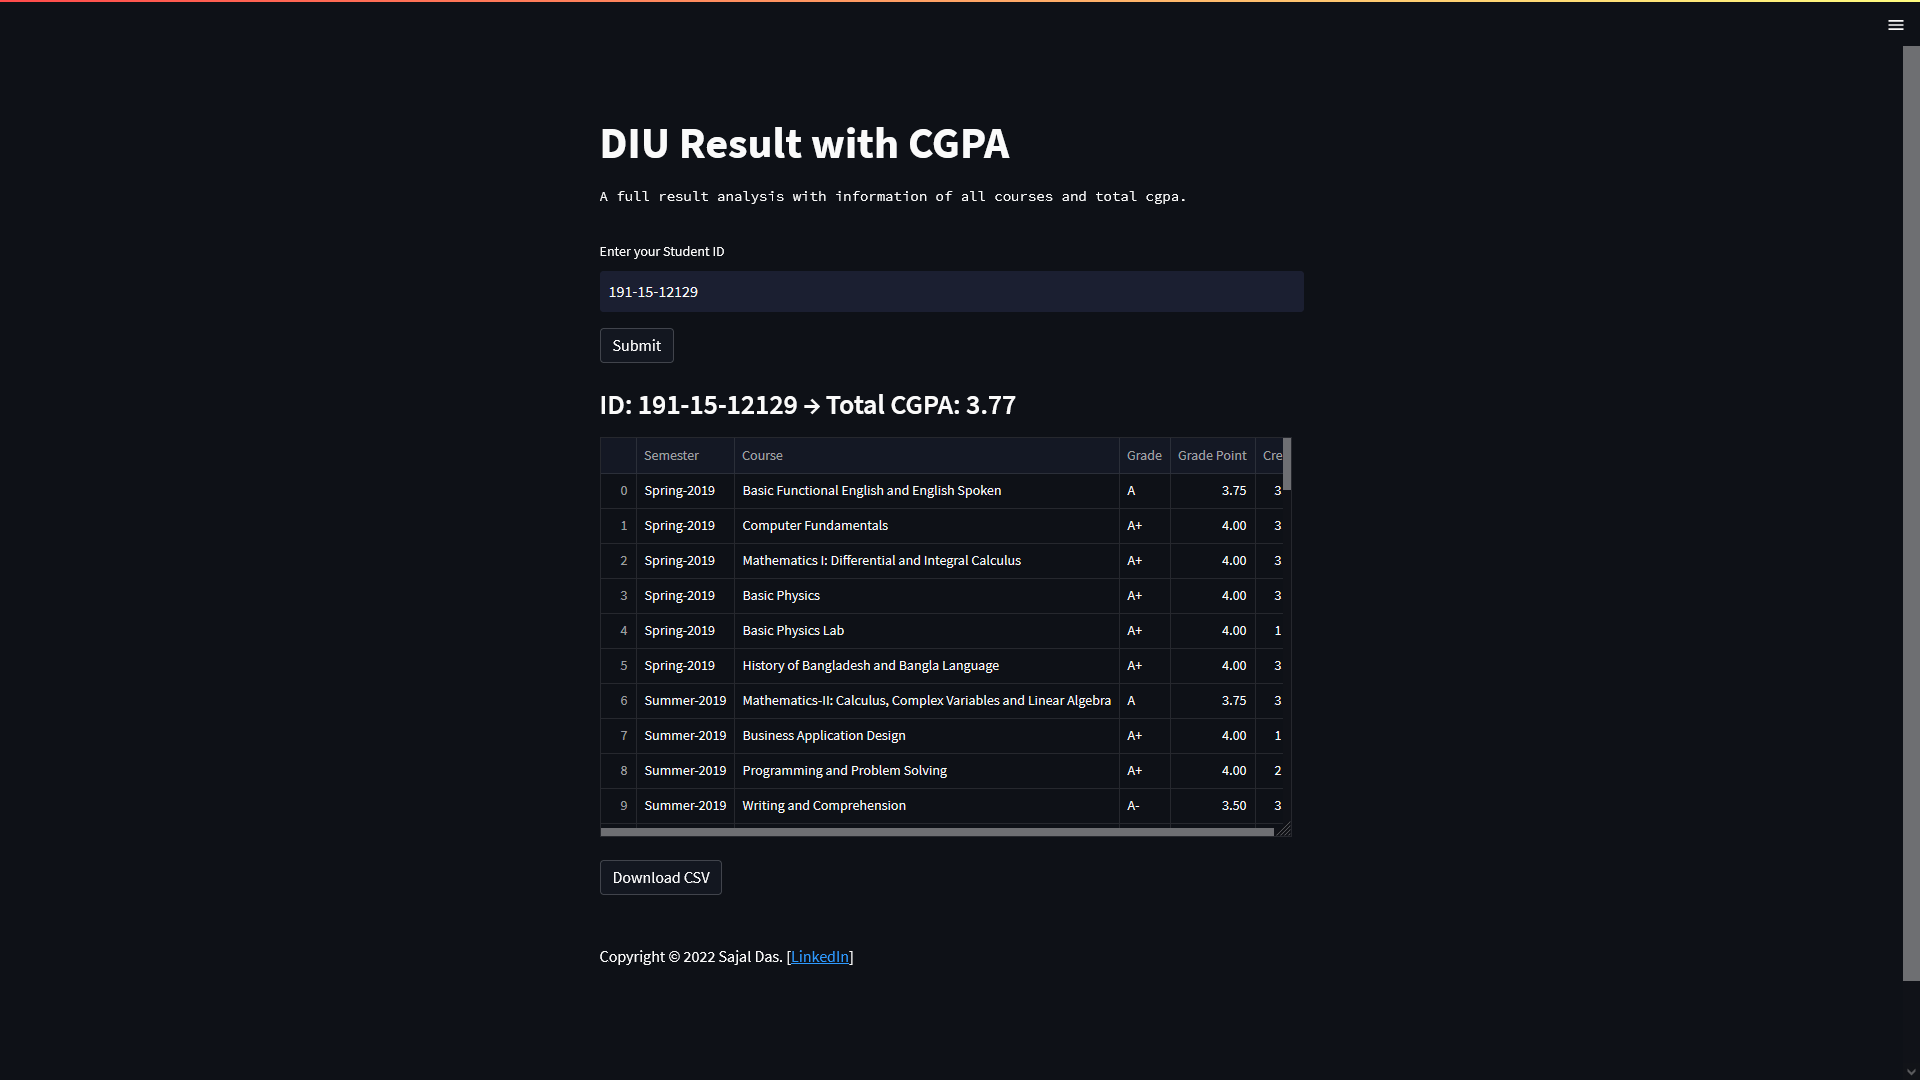 DIU Result with CGPA
A full result analysis with information of all courses and total cgpa.
Enter your Student ID
191-15-12129
Submit
ID: 191-15-12129 → Total CGPA: 3.77
Semester Course Grade Grade Point Cre
0 Spring-2019 Basic Functional English and English Spoken A 3.75 3
1 Spring-2019 Computer Fundamentals A+ 4.00 3
2 Spring-2019 Mathematics I: Differential and Integral Calculus A+ 4.00 3
3 Spring-2019 Basic Physics A+ 4.00 3
4 Spring-2019 Basic Physics Lab A+ 4.00 1
5 Spring-2019 History of Bangladesh and Bangla Language A+ 4.00 3
6 Summer-2019 Mathematics-II: Calculus, Complex Variables and Linear Algebra A 3.75 3
7 Summer-2019 Business Application Design A+ 4.00 1
8 Summer-2019 Programming and Problem Solving A+ 4.00 2
9 Summer-2019 Writing and Comprehension A- 3.50 3
Download CSV
Copyright © 2022 Sajal Das. [LinkedIn]